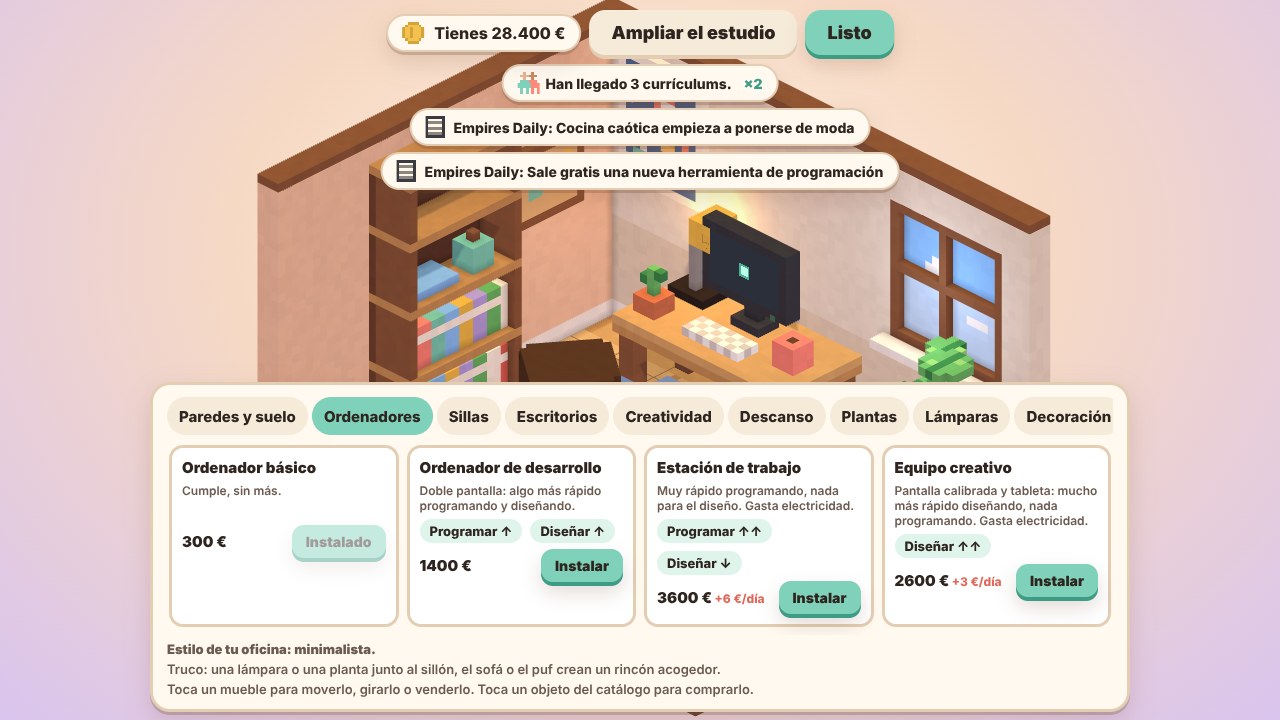 Tienes 28.400 €
Ampliar el estudio
Listo
Han llegado 3 currículums. ×2
Empires Daily: Cocina caótica empieza a ponerse de moda
Empires Daily: Sale gratis una nueva herramienta de programación
Paredes y suelo
Ordenadores
Sillas
Escritorios
Creatividad
Descanso
Plantas
Lámparas
Decoración
Ordenador básico
Cumple, sin más.
300 €
Instalado
Ordenador de desarrollo
Doble pantalla: algo más rápido
programando y diseñando.
Programar ↑
Diseñar ↑
1400 €
Instalar
Estación de trabajo
Muy rápido programando, nada
para el diseño. Gasta electricidad.
Programar ↑↑
Diseñar ↓
3600 € +6 €/día
Instalar
Equipo creativo
Pantalla calibrada y tableta: mucho
más rápido diseñando, nada
programando. Gasta electricidad.
Diseñar ↑↑
2600 € +3 €/día
Instalar
Estilo de tu oficina: minimalista.
Truco: una lámpara o una planta junto al sillón, el sofá o el puf crean un rincón acogedor.
Toca un mueble para moverlo, girarlo o venderlo. Toca un objeto del catálogo para comprarlo.